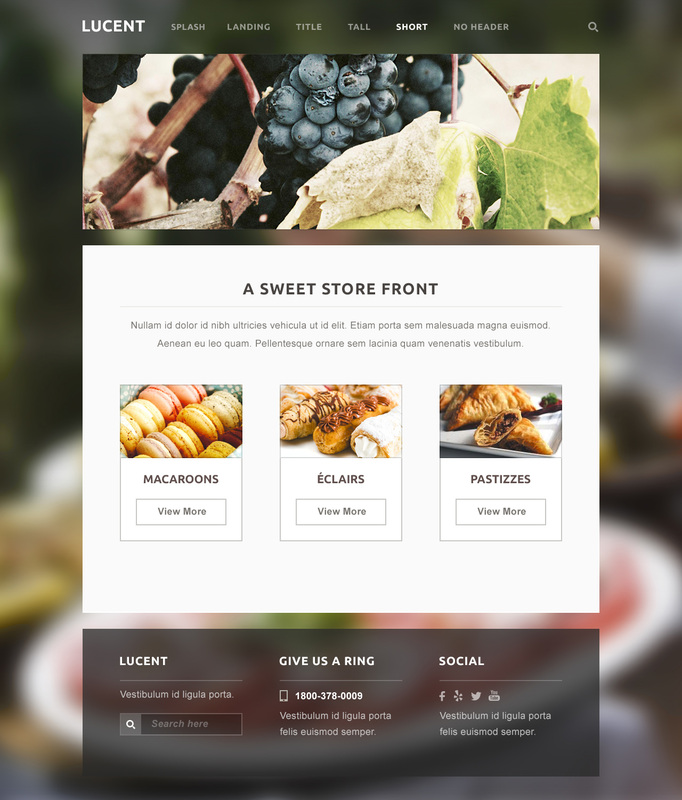 LUCENT
SPLASH LANDING TITLE TALL SHORT NO HEADER
A SWEET STORE FRONT
Nullam id dolor id nibh ultricies vehicula ut id elit. Etiam porta sem malesuada magna euismod.
Aenean eu leo quam. Pellentesque ornare sem lacinia quam venenatis vestibulum.
MACAROONS
View More
ÉCLAIRS
View More
PASTIZZES
View More
LUCENT
Vestibulum id ligula porta.
Search here
GIVE US A RING
1800-378-0009
Vestibulum id ligula porta
felis euismod semper.
SOCIAL
You
Tube
Vestibulum id ligula porta
felis euismod semper.